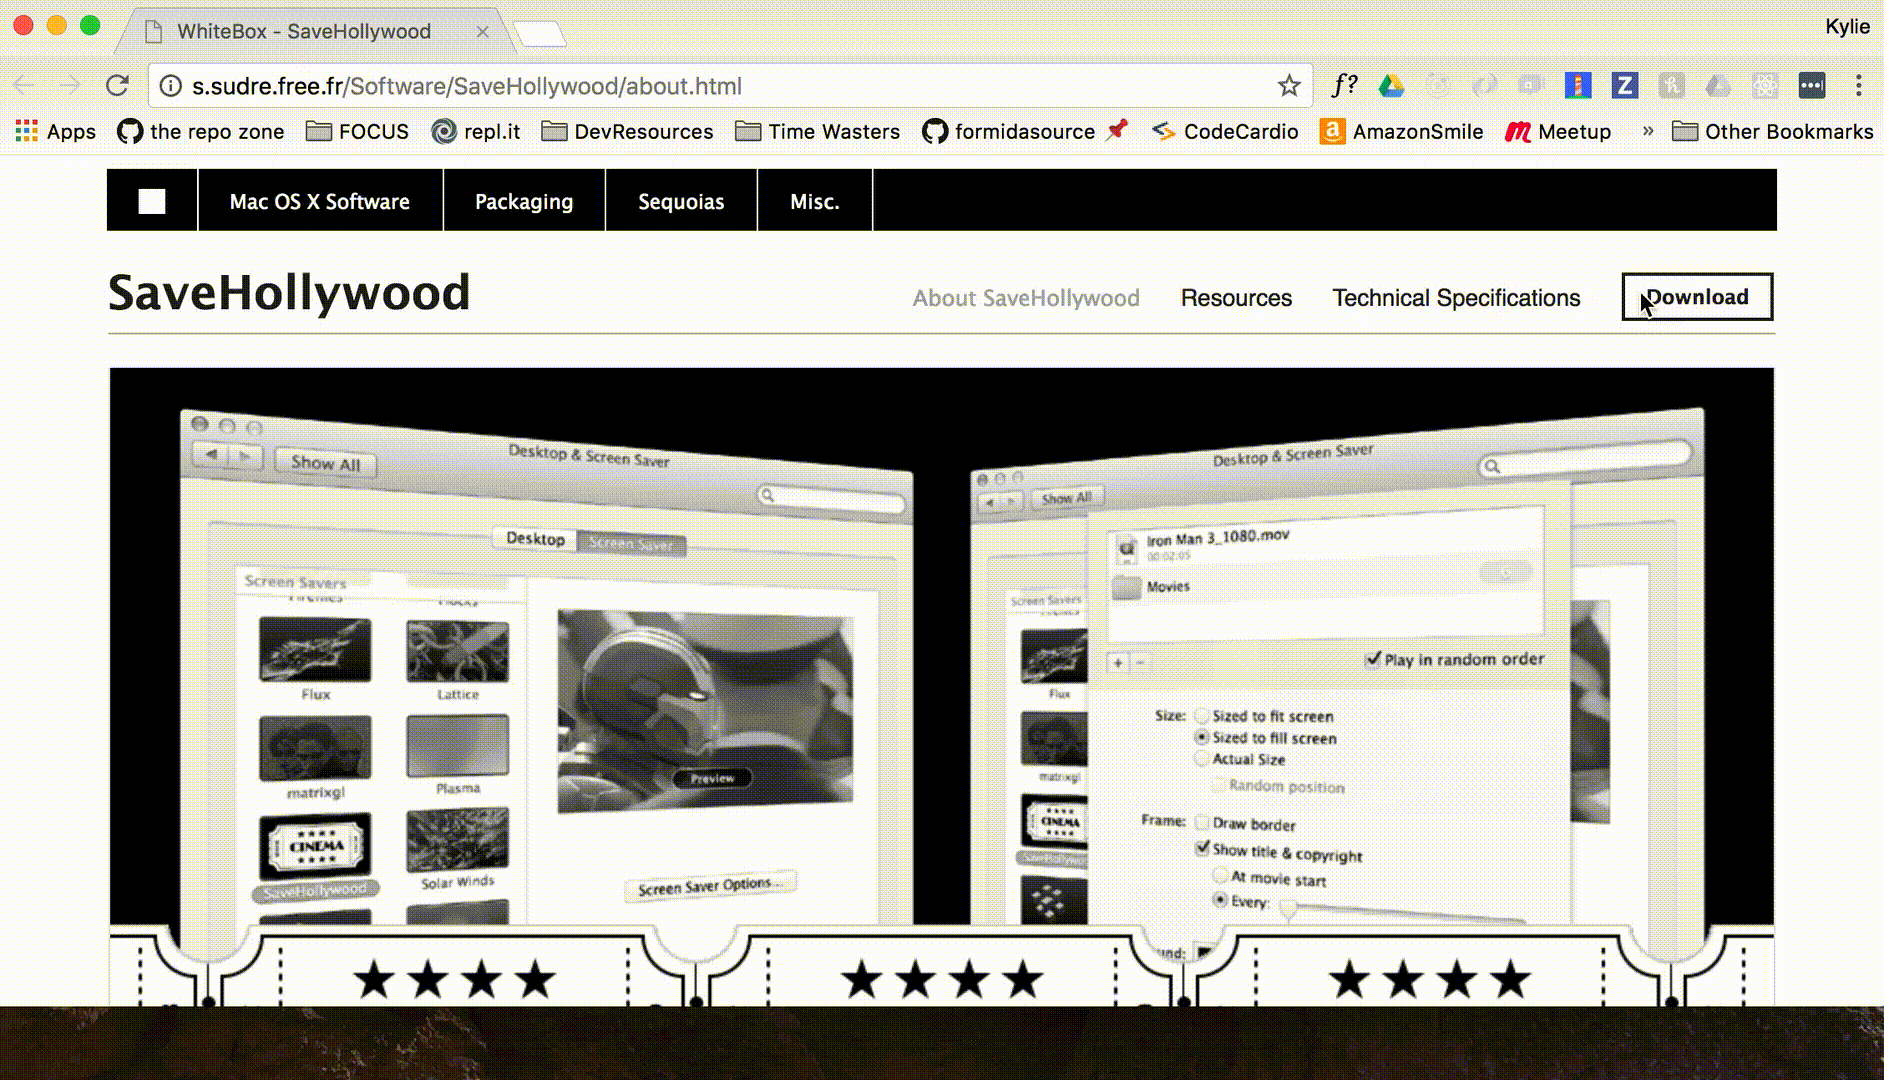 WhiteBox - SaveHollywood
Kylie
s.sudre.free.fr/Software/SaveHollywood/about.html
f?
Z
Apps
the repo zone
FOCUS
repl.it
DevResources
Time Wasters
formidasource
CodeCardio
a
AmazonSmile
Meetup
»
Other Bookmarks
Mac OS X Software
Packaging
Sequoias
Misc.
SaveHollywood
About SaveHollywood
Resources
Technical Specifications
Download
Desktop & Screen Saver
Show All
Desktop
Screen Saver
Screen Savers
Flux
Lattice
matrixgl
Plasma
CINEMA
SaveHollywood
Solar Winds
Preview
Screen Saver Options...
Desktop & Screen Saver
Show All
Iron Man 3_1080.mov
00:02:05
Movies
Screen Savers
+ −
Play in random order
Flux
matrixgl
CINEMA
Size:
Sized to fit screen
Sized to fill screen
Actual Size
Random position
Frame:
Draw border
Show title & copyright
At movie start
Every: